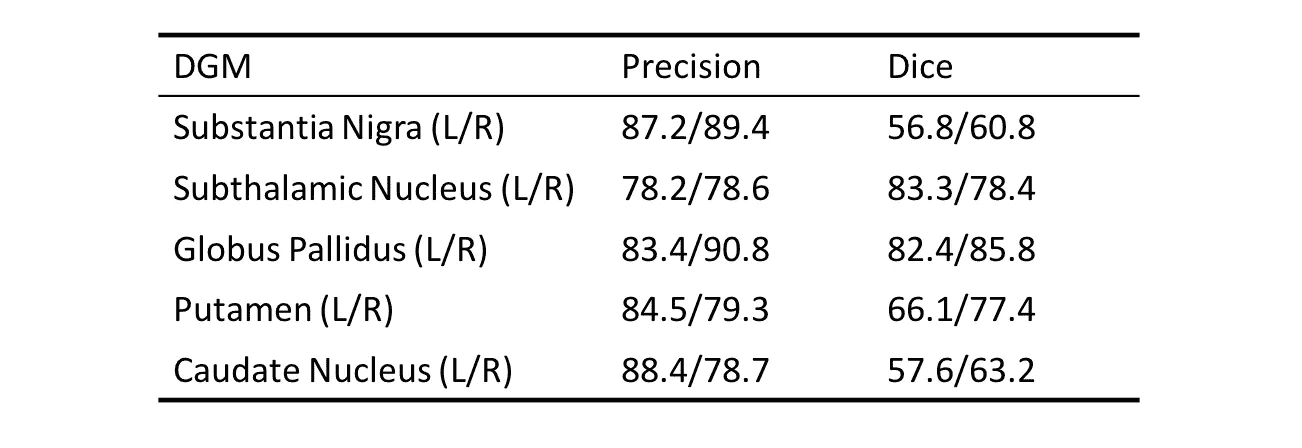 DGM Precision Dice
Substantia Nigra (L/R) 87.2/89.4 56.8/60.8
Subthalamic Nucleus (L/R) 78.2/78.6 83.3/78.4
Globus Pallidus (L/R) 83.4/90.8 82.4/85.8
Putamen (L/R) 84.5/79.3 66.1/77.4
Caudate Nucleus (L/R) 88.4/78.7 57.6/63.2